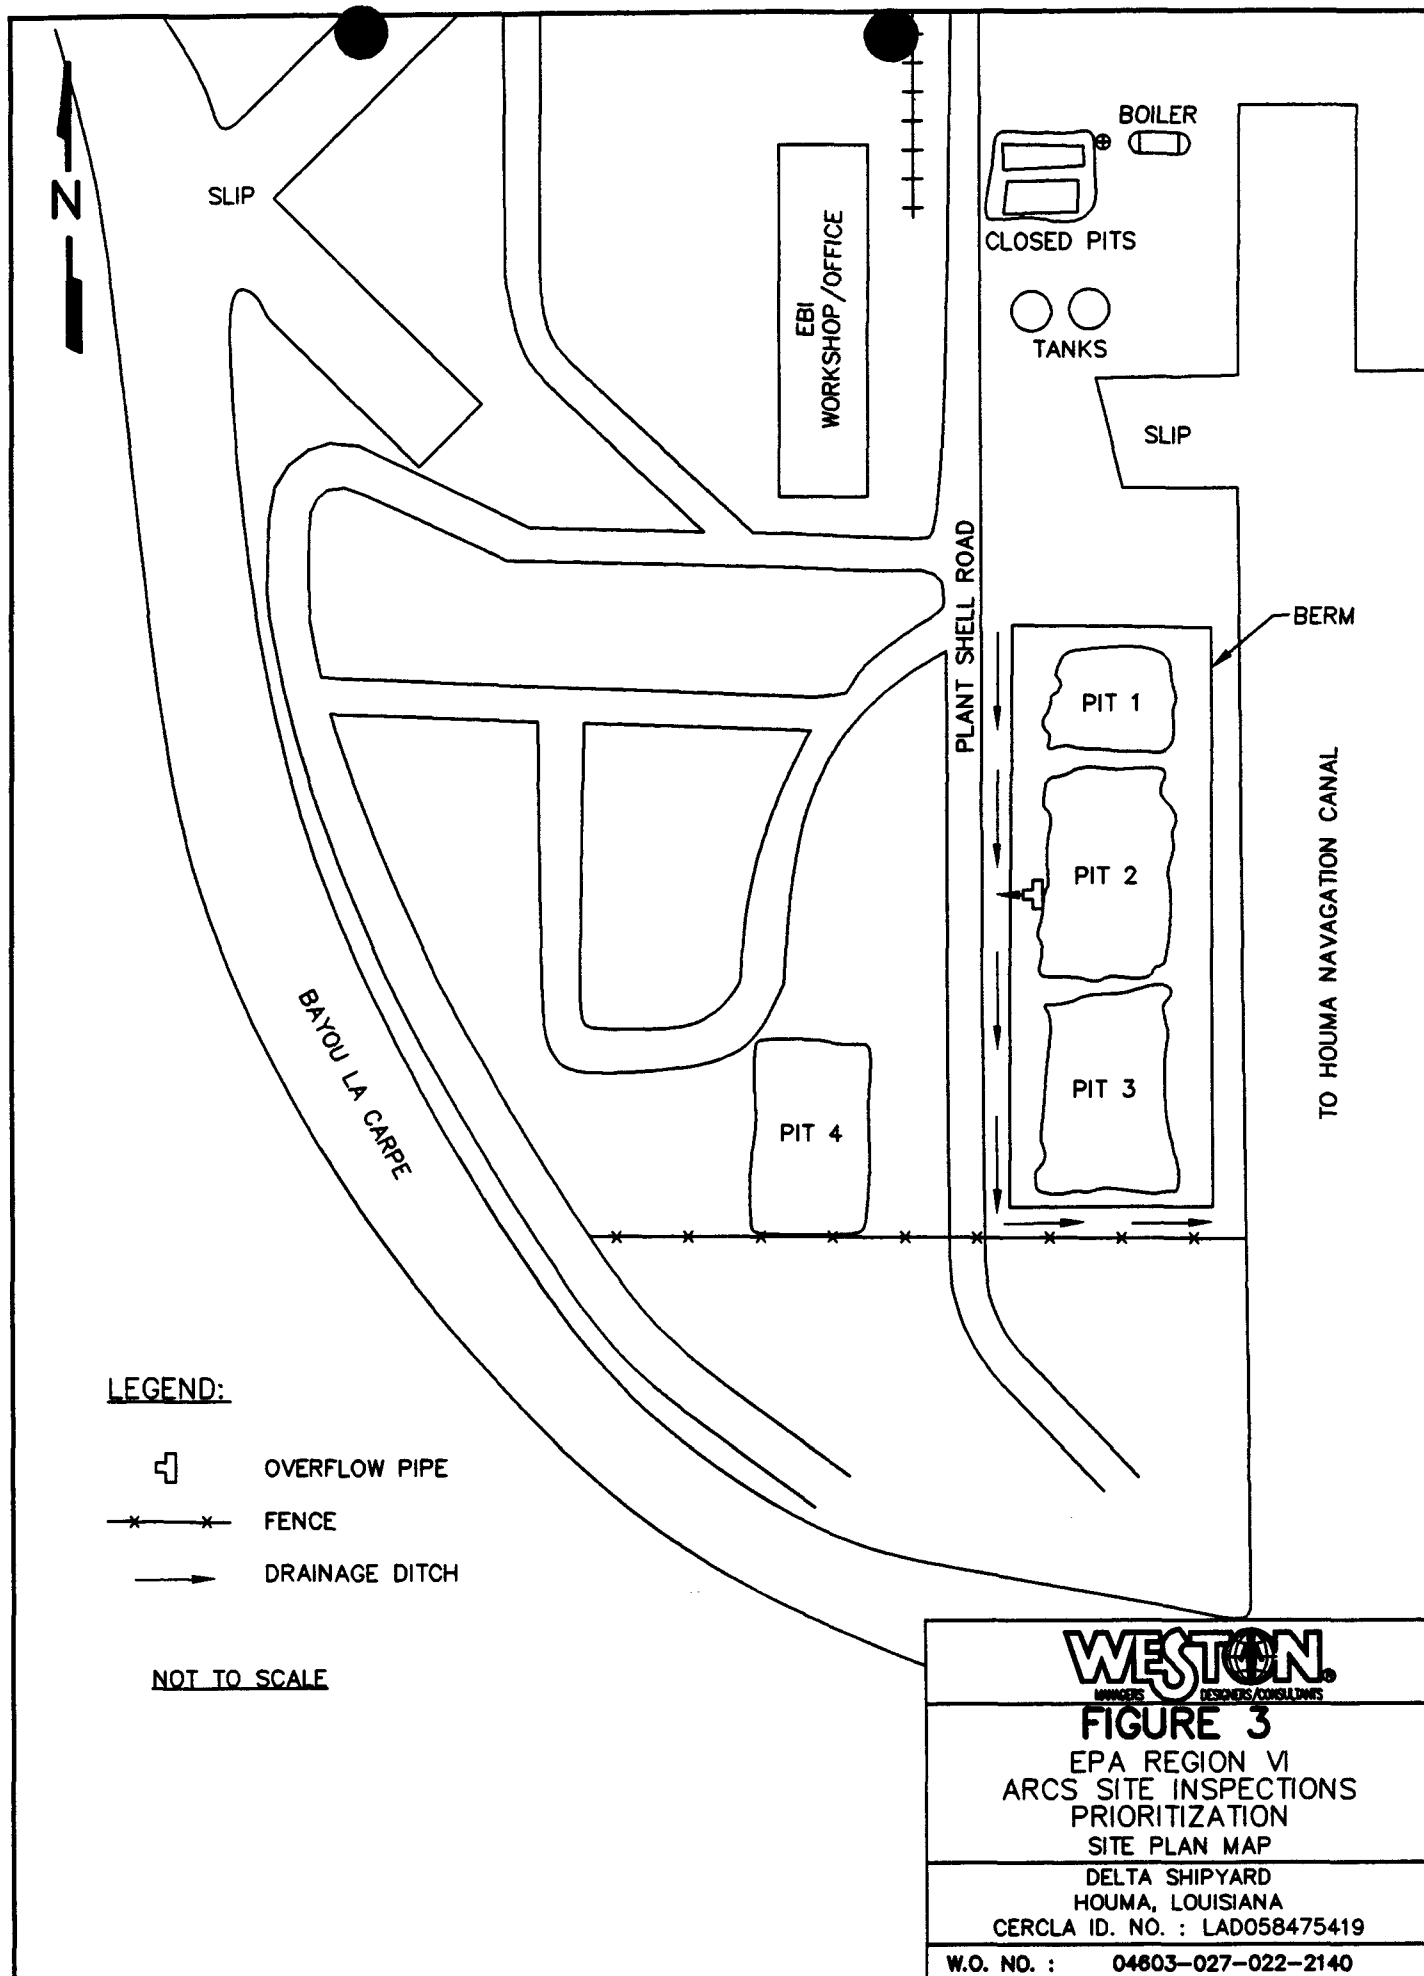 N
SLIP
BOILER
CLOSED PITS
EBI
WORKSHOP/OFFICE
TANKS
SLIP
PLANT SHELL ROAD
BERM
PIT 1
PIT 2
PIT 3
PIT 4
TO HOUMA NAVAGATION CANAL
BAYOU LA CARPE
LEGEND:
OVERFLOW PIPE
FENCE
DRAINAGE DITCH
NOT TO SCALE
WESTON®
MANAGERS DESIGNERS/CONSULTANTS
FIGURE 3
EPA REGION VI
ARCS SITE INSPECTIONS
PRIORITIZATION
SITE PLAN MAP
DELTA SHIPYARD
HOUMA, LOUISIANA
CERCLA ID. NO. : LAD058475419
W.O. NO. : 04603-027-022-2140